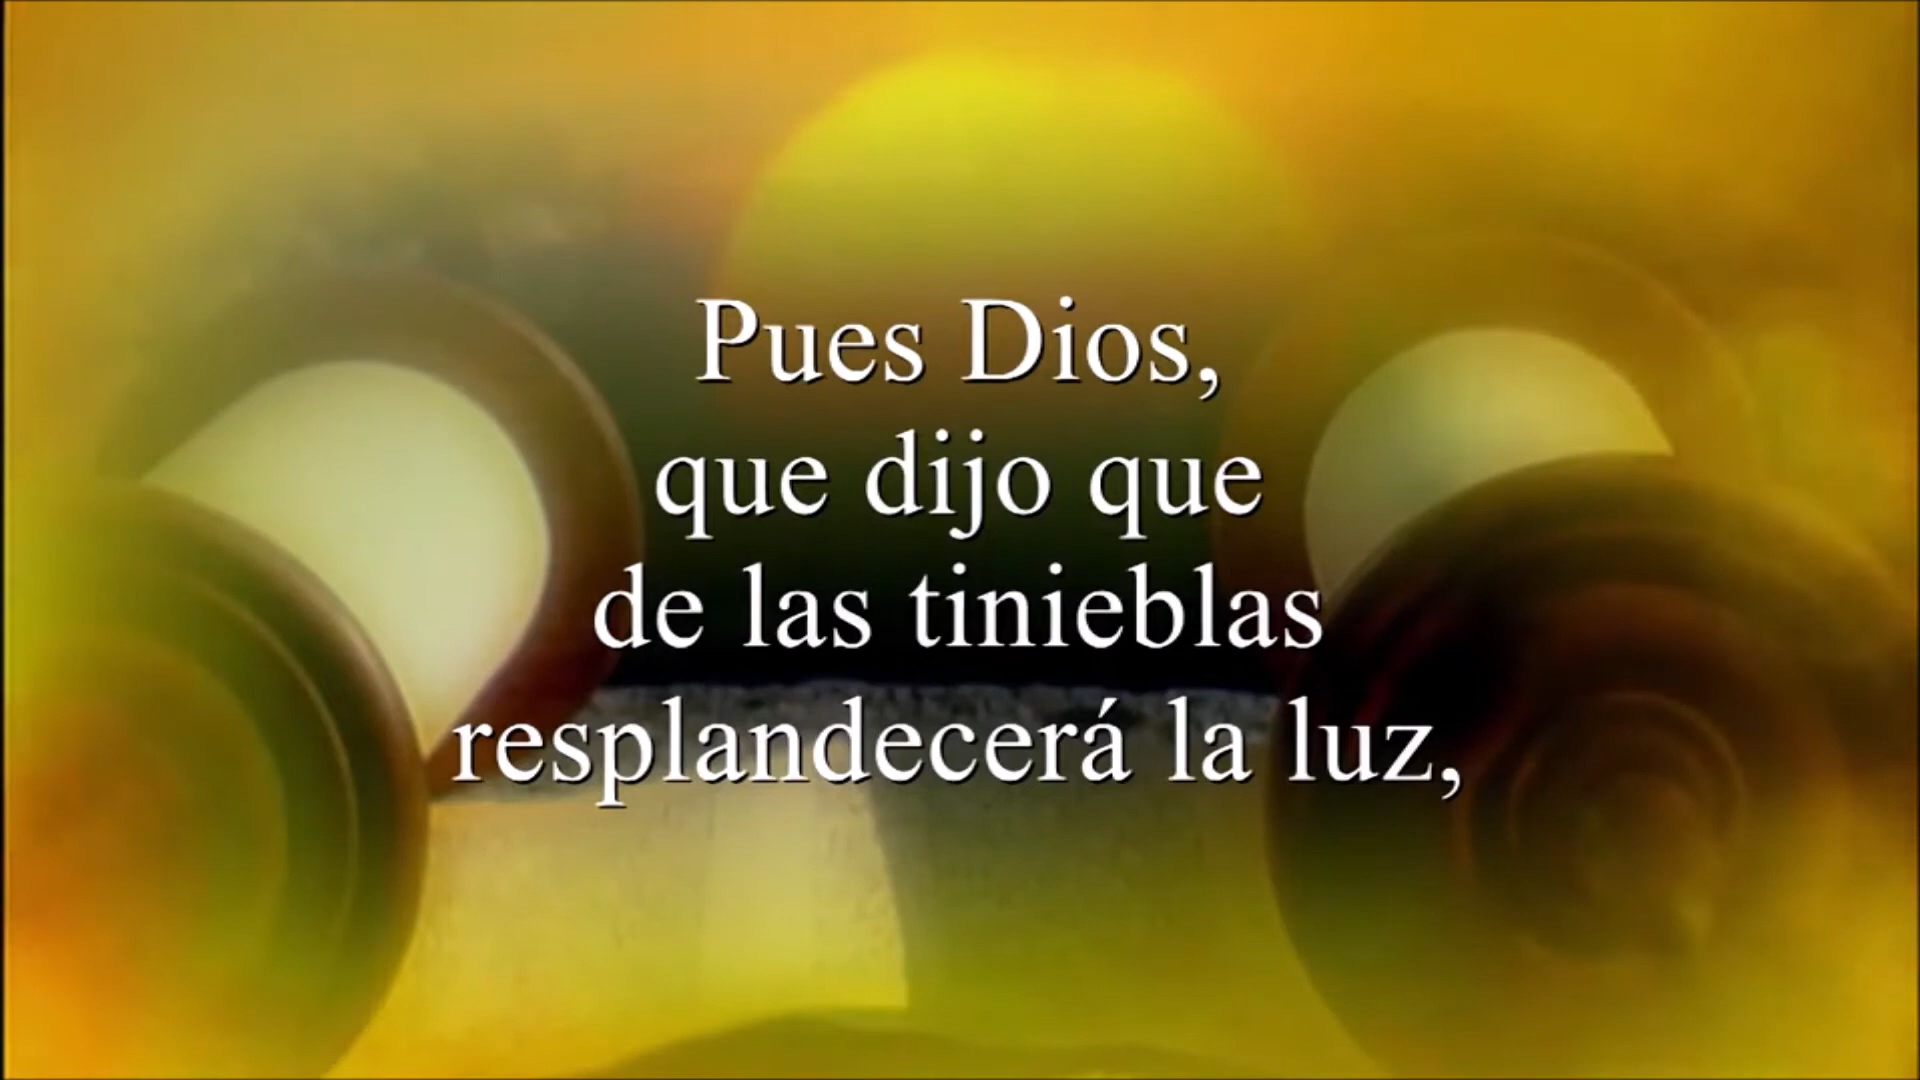 Pues Dios,
que dijo que
de las tinieblas
resplandecerá la luz,